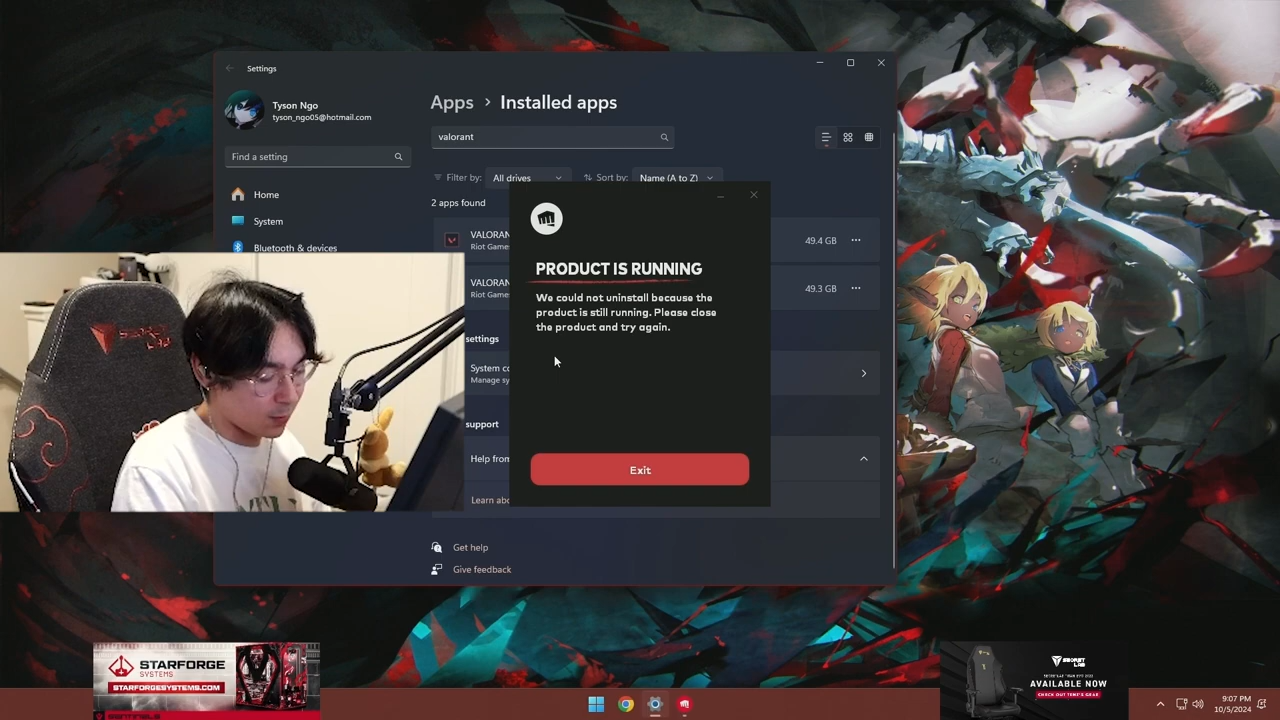 Settings
Tyson Ngo
tyson_ngo05@hotmail.com
Find a setting
Home
System
Bluetooth & devices
Apps > Installed apps
valorant
Filter by: All drives
Sort by: Name (A to Z)
2 apps found
VALORAN
Riot Game
49.4 GB
VALORAN
Riot Game
49.3 GB
settings
System co
Manage sy
support
Help from
Learn abo
Get help
Give feedback
PRODUCT IS RUNNING
We could not uninstall because the
product is still running. Please close
the product and try again.
Exit
STARFORGE
SYSTEMS
STARFORGESYSTEMS.COM
SECRET
LAB
AVAILABLE NOW
9:07 PM
10/5/2024